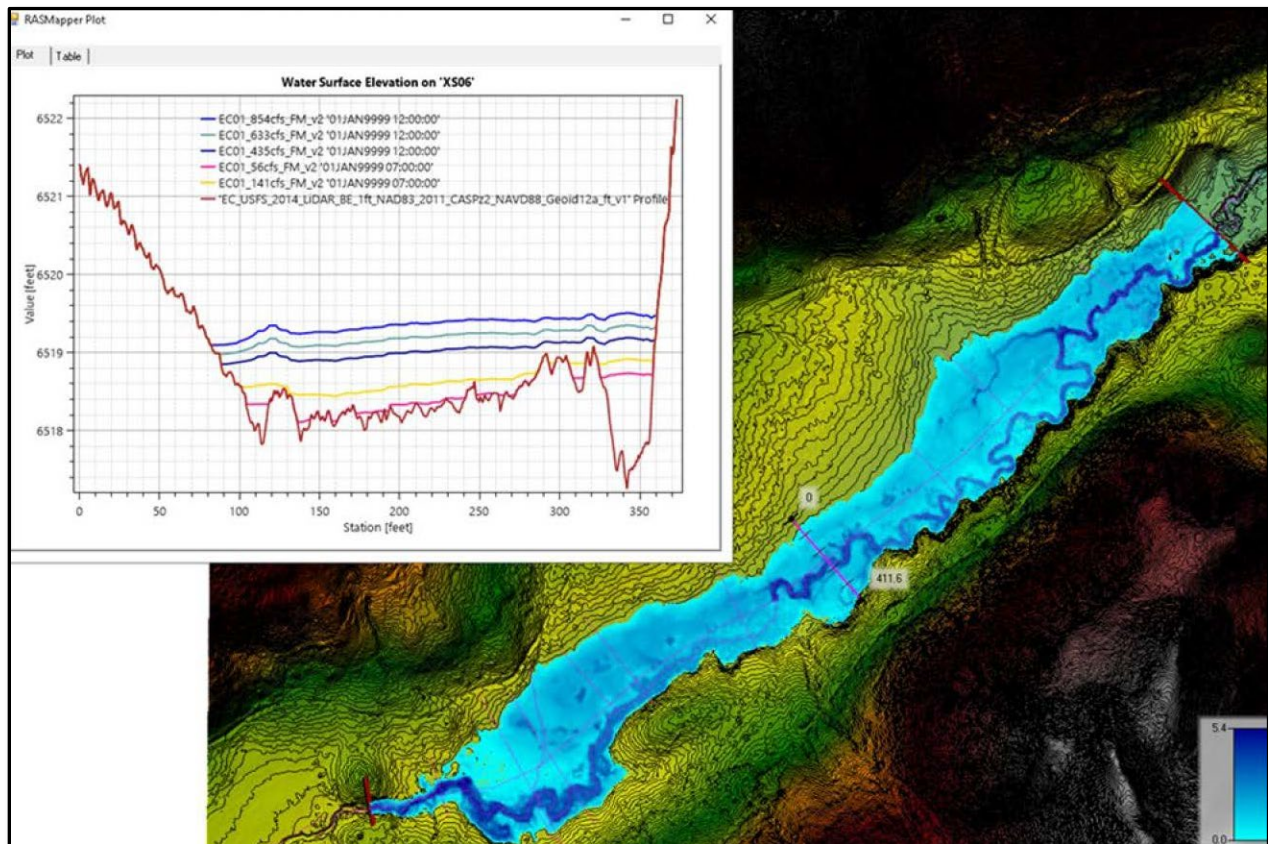 RASMapper Plot
Plot
Table
Water Surface Elevation on 'XS06'
EC01_854cfs_FM_v2 "01JAN9999 12:00:00"
EC01_633cfs_FM_v2 "01JAN9999 12:00:00"
EC01_435cfs_FM_v2 "01JAN9999 12:00:00"
EC01_56cfs_FM_v2 "01JAN9999 07:00:00"
EC01_141cfs_FM_v2 "01JAN9999 07:00:00"
"EC_USFS_2014_LiDAR_BE_1ft_NAD83_2011_CASPz2_NAVD88_Geoid12a_ft_v1" Profile
Value [feet]
6522
6521
6520
6519
6518
0
50
100
150
200
250
300
350
Station [feet]
0
411.6
5.4
0.0